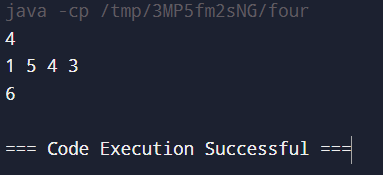 java -cp /tmp/3MP5fm2sNG/four
4
1 5 4 3
6
=== Code Execution Successful ===